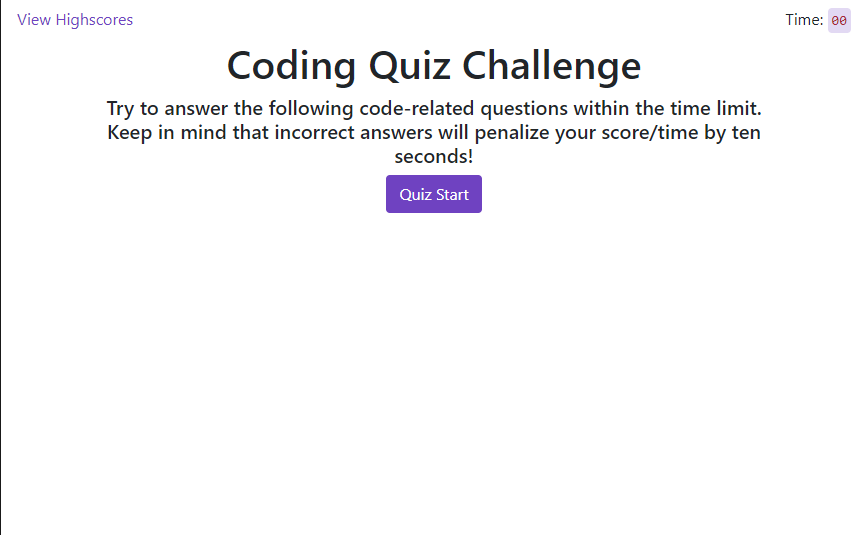 View Highscores
Time: 00
Coding Quiz Challenge
Try to answer the following code-related questions within the time limit.
Keep in mind that incorrect answers will penalize your score/time by ten
seconds!
Quiz Start